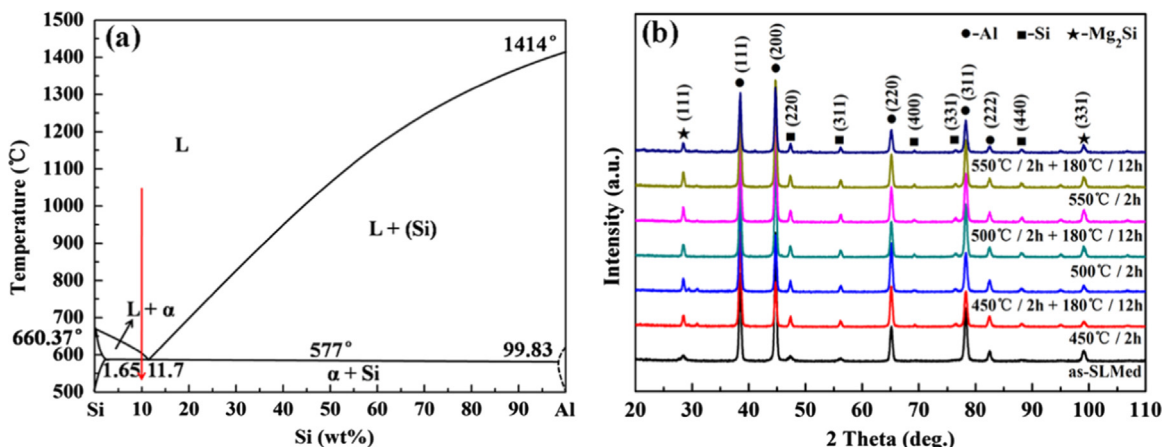 (a)
1500
1400
1300
1200
1100
1000
900
800
700
600
500
Temperature (℃)
L
1414°
L + (Si)
L + α
660.37°
577°
99.83
1.65
11.7
α + Si
Si
10
20
30
40
50
60
70
80
90
Al
Si (wt%)
(b)
●-Al ■-Si ★-Mg₂Si
(111)
(111)
(200)
(220)
(311)
(220)
(400)
(331)
(311)
(222)
(440)
(331)
550℃ / 2h + 180℃ / 12h
550℃ / 2h
500℃ / 2h + 180℃ / 12h
500℃ / 2h
450℃ / 2h + 180℃ / 12h
450℃ / 2h
as-SLMed
Intensity (a.u.)
20 30 40 50 60 70 80 90 100 110
2 Theta (deg.)